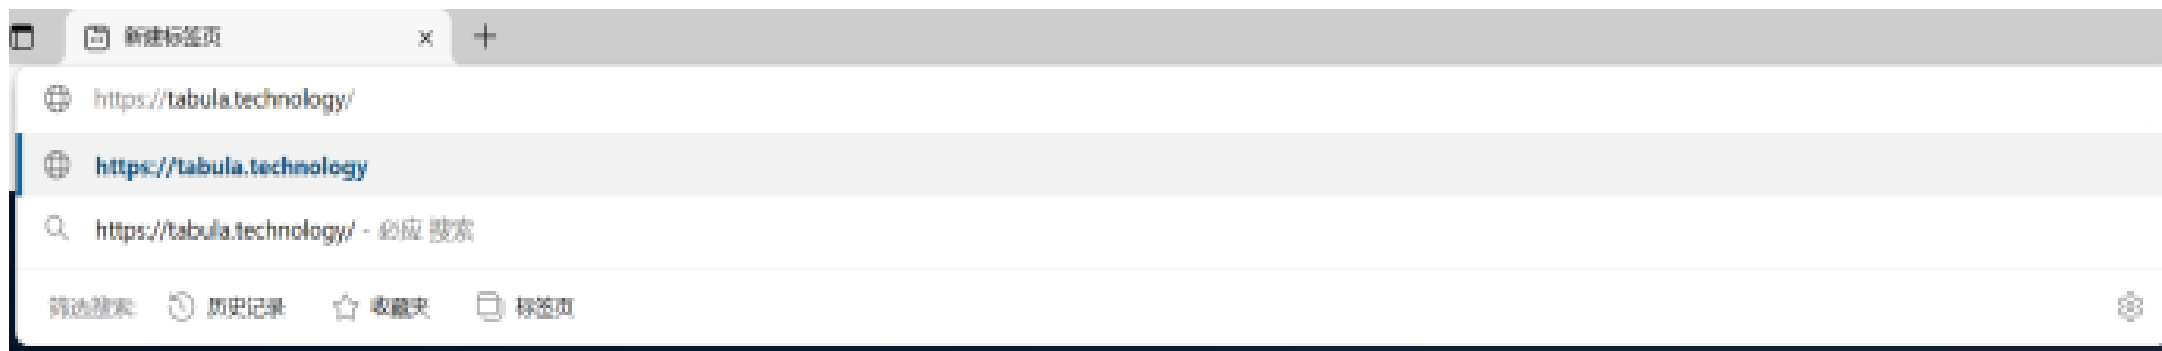 新建标签页
https://tabula.technology/
https://tabula.technology
https://tabula.technology/ - 必应 搜索
筛选搜索: 历史记录 收藏夹 标签页